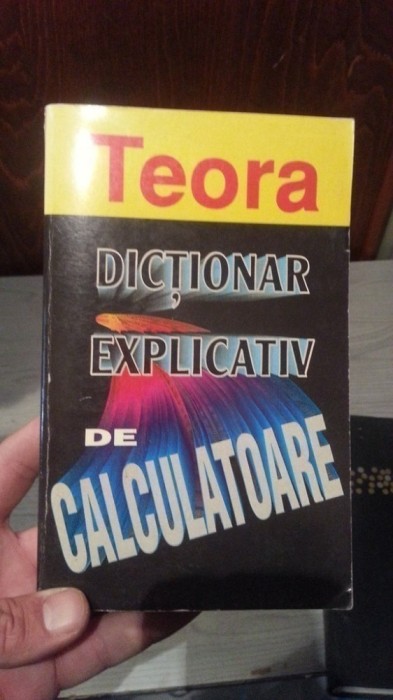 Teora
DICȚIONAR
EXPLICATIV
DE
CALCULATOARE